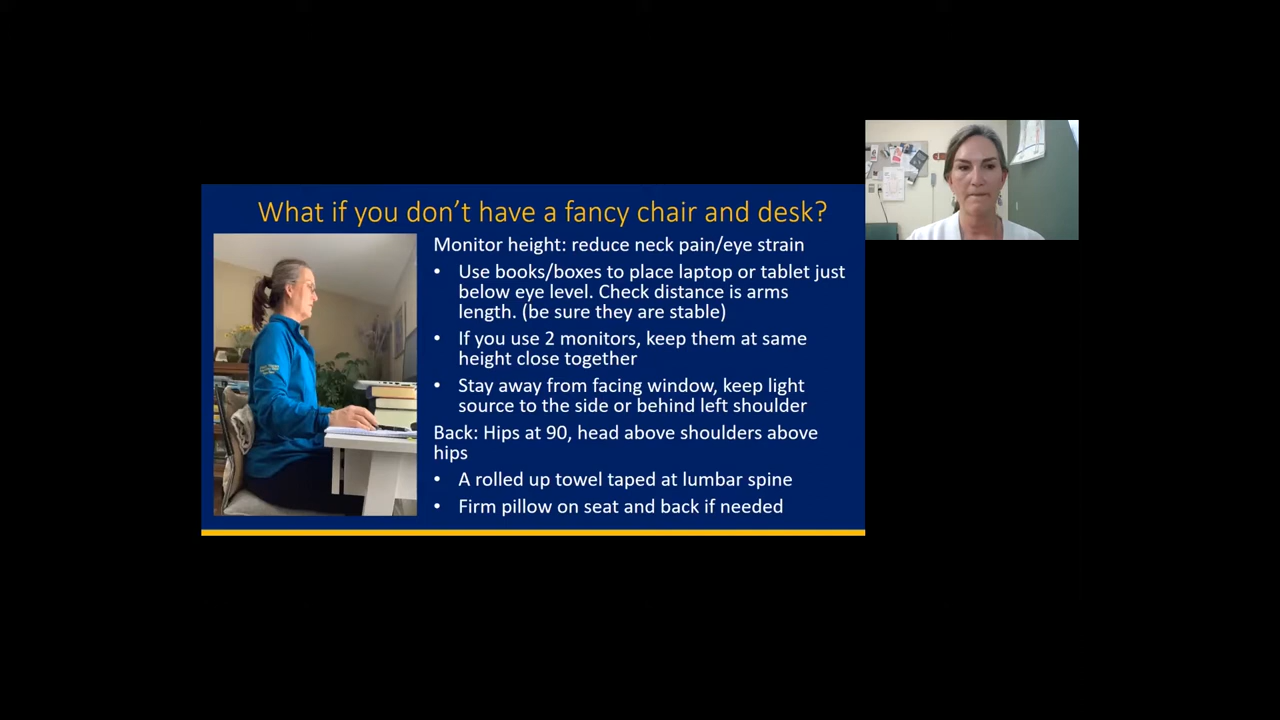 What if you don't have a fancy chair and desk?
Monitor height: reduce neck pain/eye strain
• Use books/boxes to place laptop or tablet just
below eye level. Check distance is arms
length. (be sure they are stable)
• If you use 2 monitors, keep them at same
height close together
• Stay away from facing window, keep light
source to the side or behind left shoulder
Back: Hips at 90, head above shoulders above
hips
• A rolled up towel taped at lumbar spine
• Firm pillow on seat and back if needed